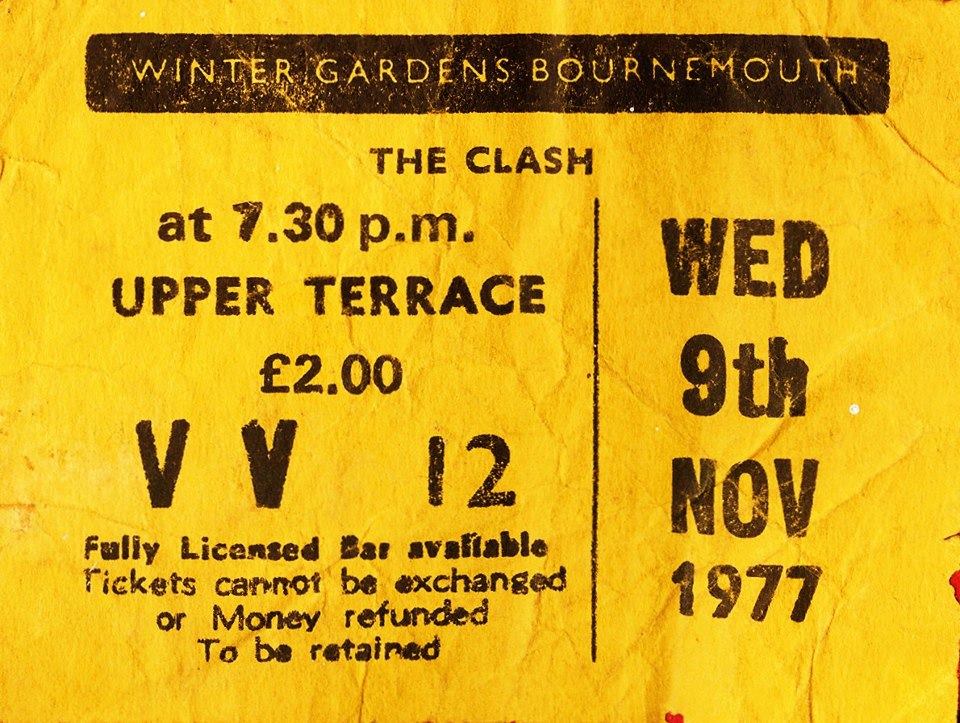 WINTER GARDENS BOURNEMOUTH
THE CLASH
at 7.30 p.m.
UPPER TERRACE
£2.00
V V 12
Fully Licensed Bar available
Tickets cannot be exchanged
or Money refunded
To be retained
WED
9th
NOV
1977